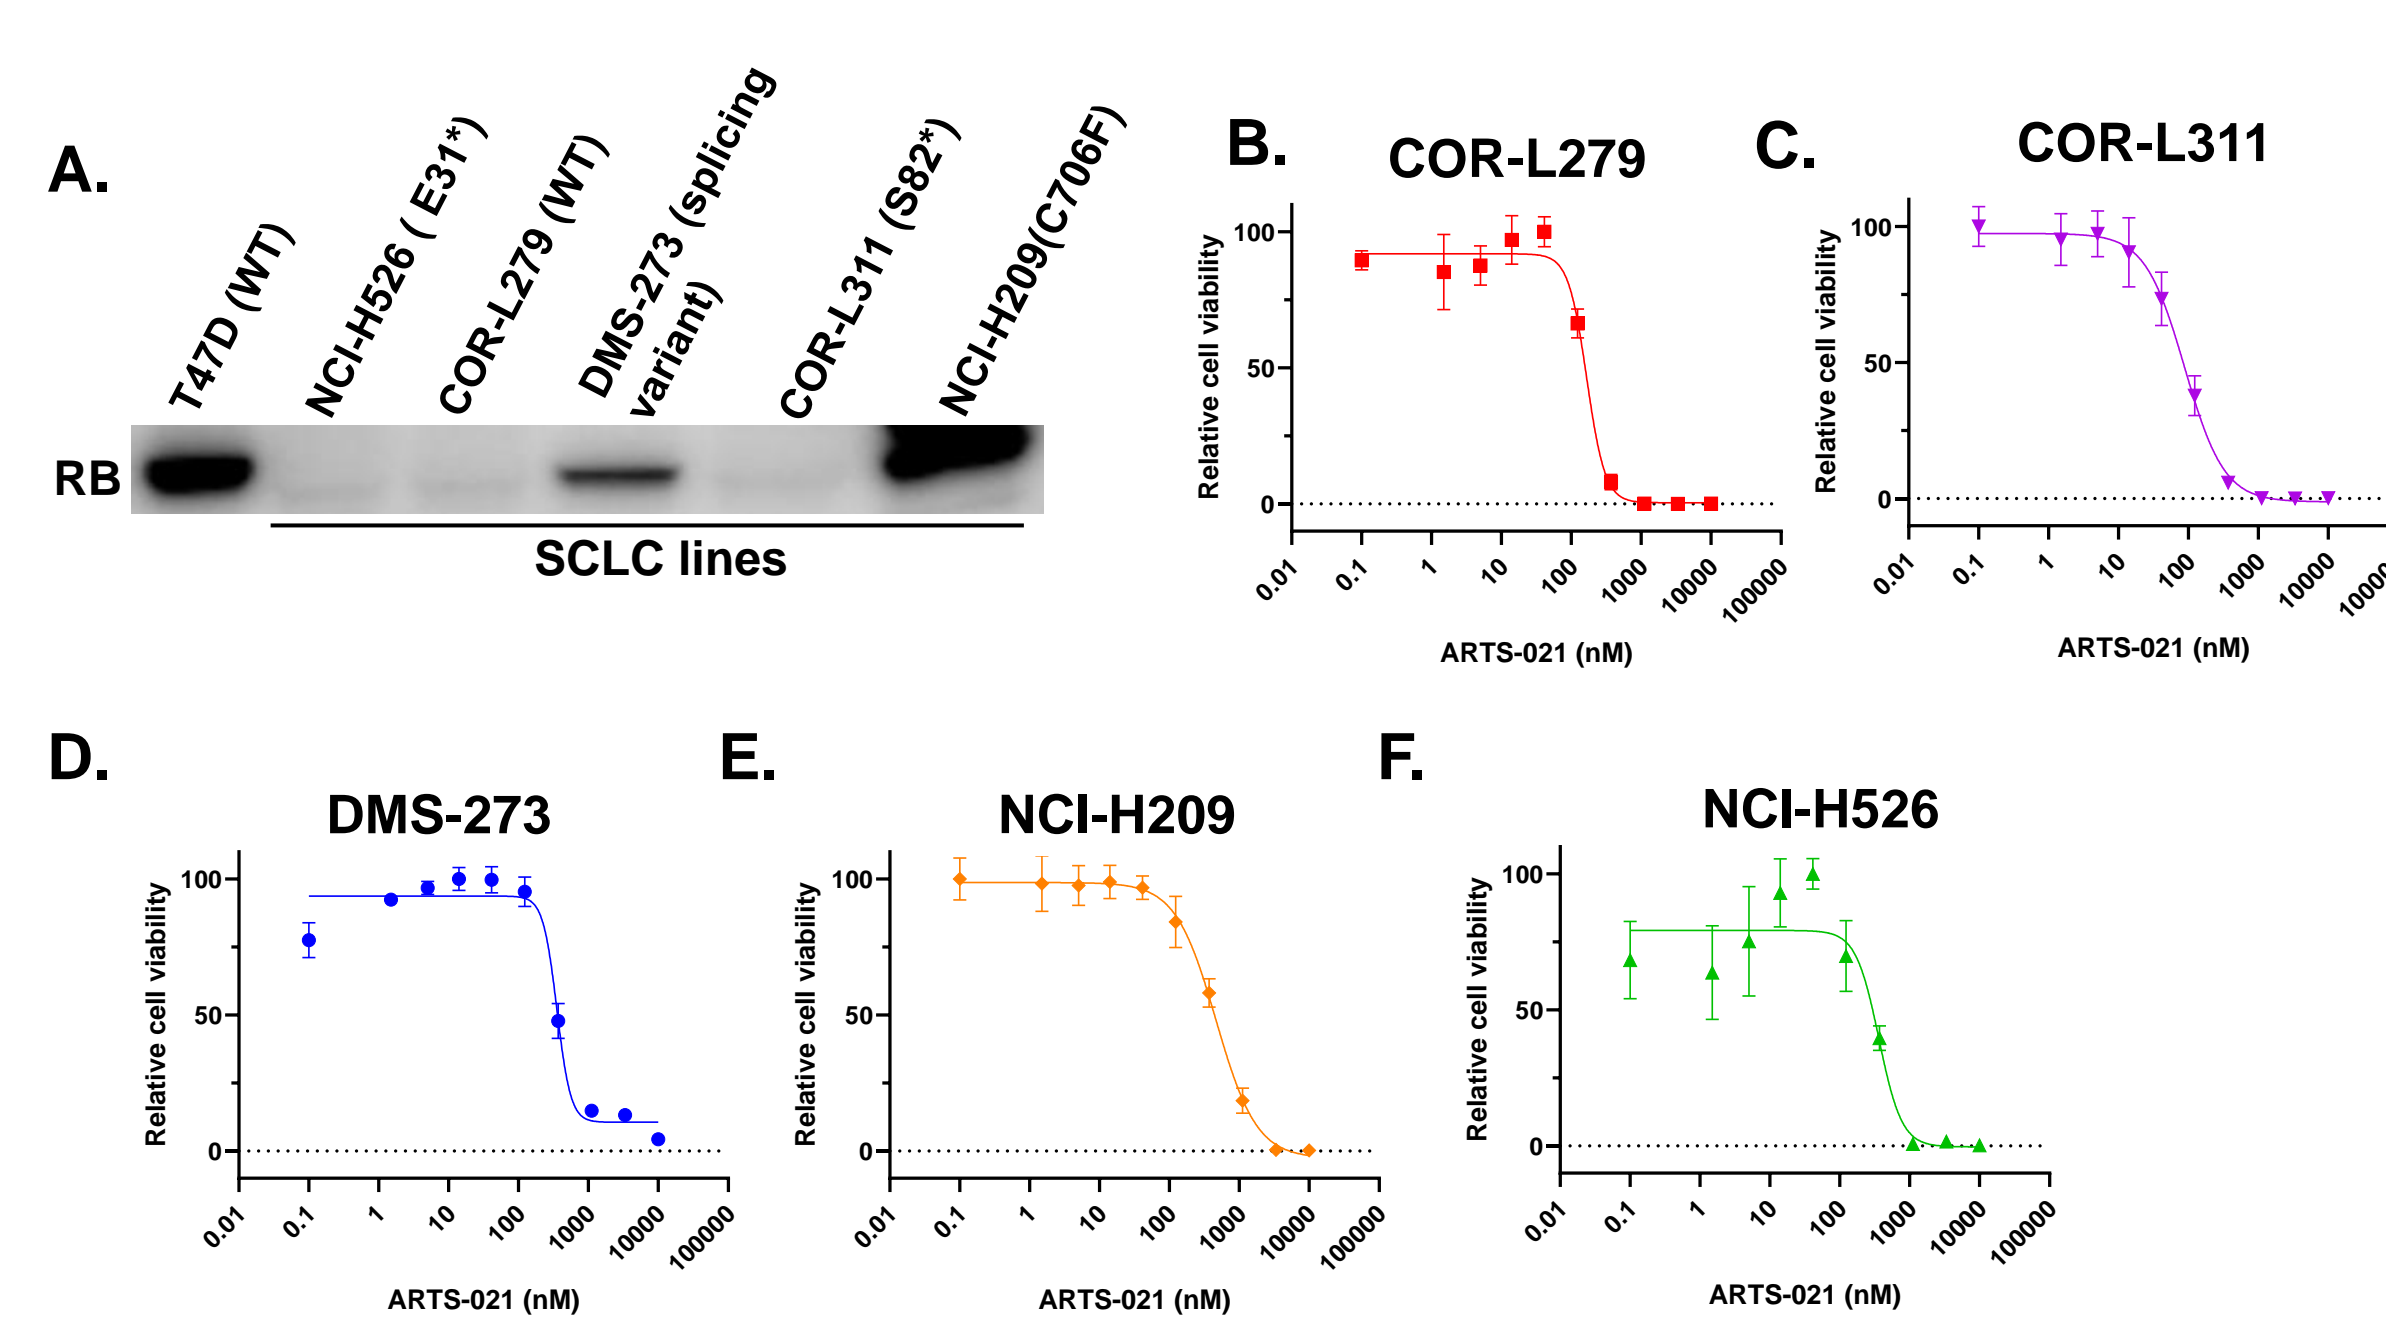 A.
T47D (WT)
NCI-H526 ( E31*)
COR-L279 (WT)
DMS-273 (splicing
variant)
COR-L311 (S82*)
NCI-H209(C706F)
RB
SCLC lines
B.
COR-L279
Relative cell viability
100
50
0
0.01
0.1
1
10
100
1000
10000
100000
ARTS-021 (nM)
C.
COR-L311
Relative cell viability
100
50
0
0.01
0.1
1
10
100
1000
10000
ARTS-021 (nM)
D.
DMS-273
Relative cell viability
100
50
0
0.01
0.1
1
10
100
1000
10000
100000
ARTS-021 (nM)
E.
NCI-H209
Relative cell viability
100
50
0
0.01
0.1
1
10
100
1000
10000
100000
ARTS-021 (nM)
F.
NCI-H526
Relative cell viability
100
50
0
0.01
0.1
1
10
100
1000
10000
100000
ARTS-021 (nM)